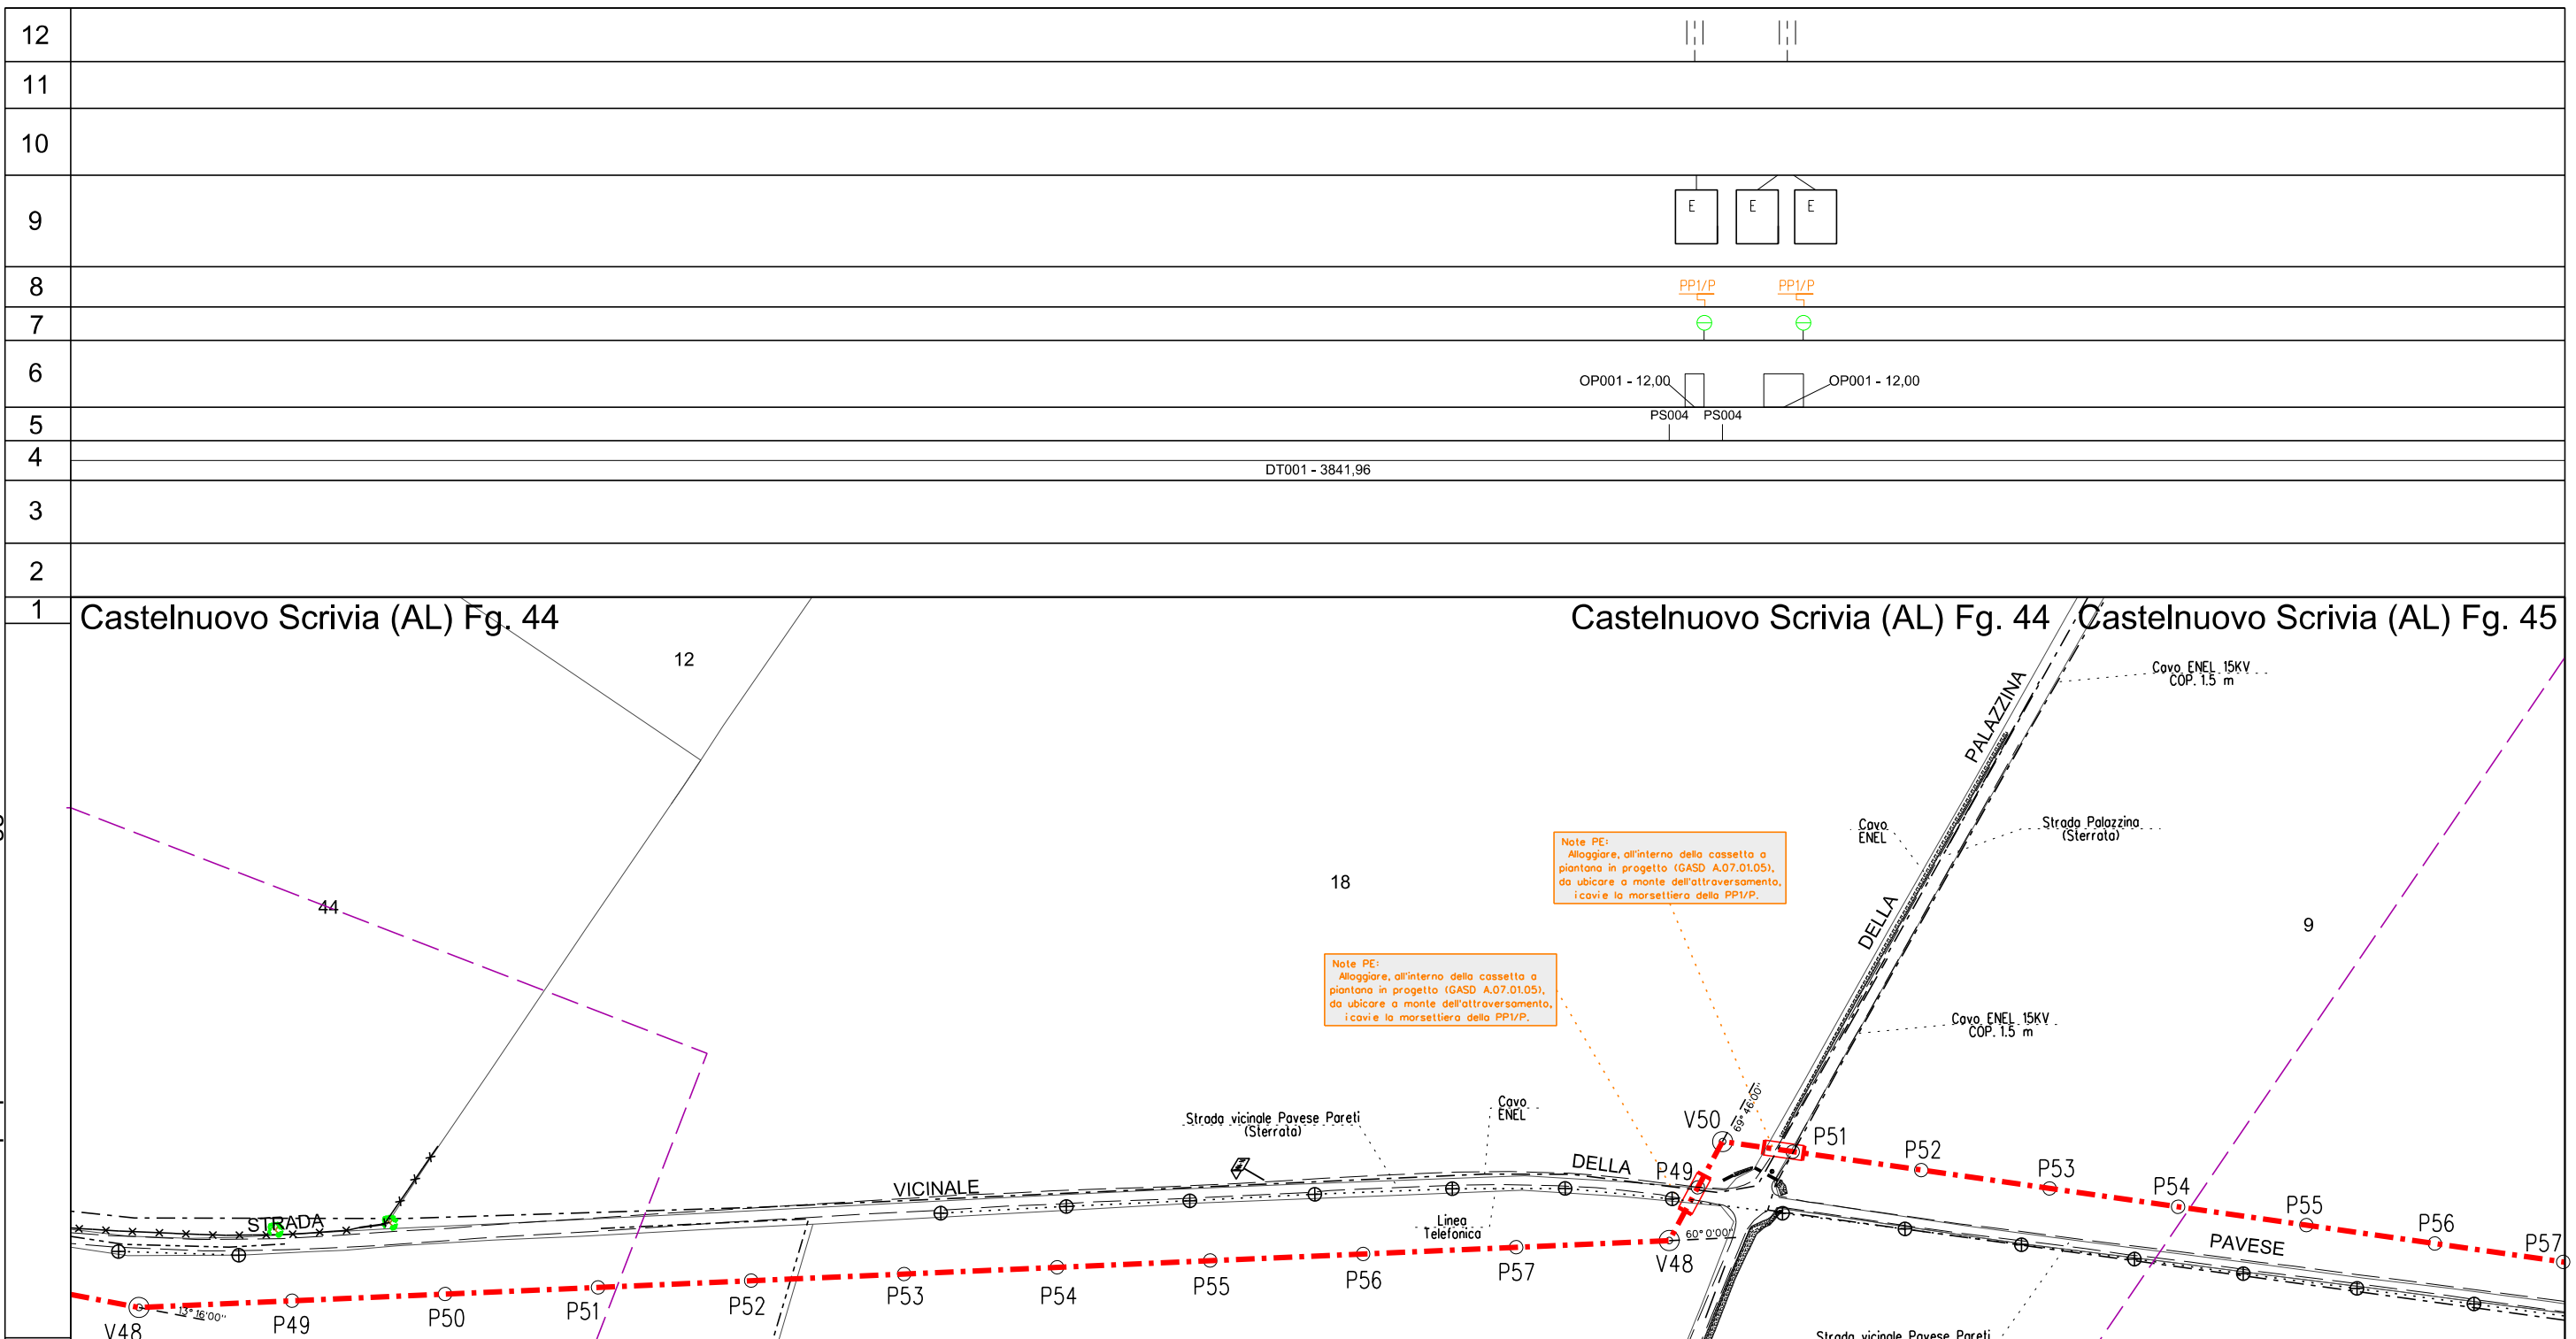 12
11
10
9
E
E
E
8
PP1/P
PP1/P
7
6
OP001 - 12,00
OP001 - 12,00
5
PS004
PS004
4
DT001 - 3841,96
3
2
1
Castelnuovo Scrivia (AL) Fg. 44
Castelnuovo Scrivia (AL) Fg. 44
Castelnuovo Scrivia (AL) Fg. 45
12
Cavo ENEL 15KV
COP. 1.5 m
PALAZZINA
Cavo
ENEL
Strada Palazzina
(Sterrata)
Note PE:
Alloggiare, all'interno della cassetta a
piantana in progetto (GASD A.07.01.05),
da ubicare a monte dell'attraversamento,
i cavi e la morsettiera della PP1/P.
18
44
9
DELLA
Note PE:
Alloggiare, all'interno della cassetta a
piantana in progetto (GASD A.07.01.05),
da ubicare a monte dell'attraversamento,
i cavi e la morsettiera della PP1/P.
Cavo ENEL 15KV
COP. 1.5 m
Cavo
ENEL
Strada vicinale Pavese Pareti
(Sterrata)
V50
69° 46'00"
P51
P52
P53
P54
P55
P56
P57
DELLA
P49
VICINALE
STRADA
Linea
Telefonica
60° 0'00"
PAVESE
V48
13° 16'00"
V48
P49
P50
P51
P52
P53
P54
P55
P56
P57
Strada vicinale Pavese Pareti